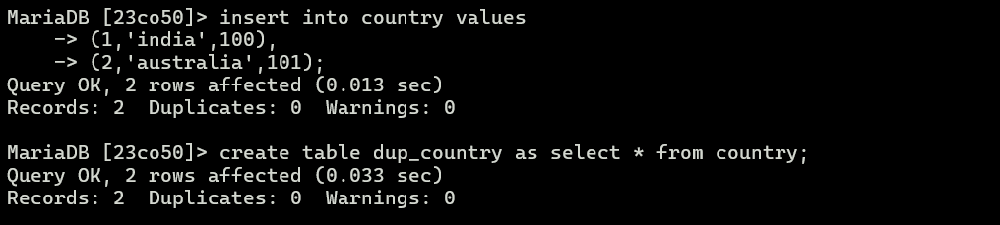 MariaDB [23co50]> insert into country values
    -> (1,'india',100),
    -> (2,'australia',101);
Query OK, 2 rows affected (0.013 sec)
Records: 2  Duplicates: 0  Warnings: 0

MariaDB [23co50]> create table dup_country as select * from country;
Query OK, 2 rows affected (0.033 sec)
Records: 2  Duplicates: 0  Warnings: 0